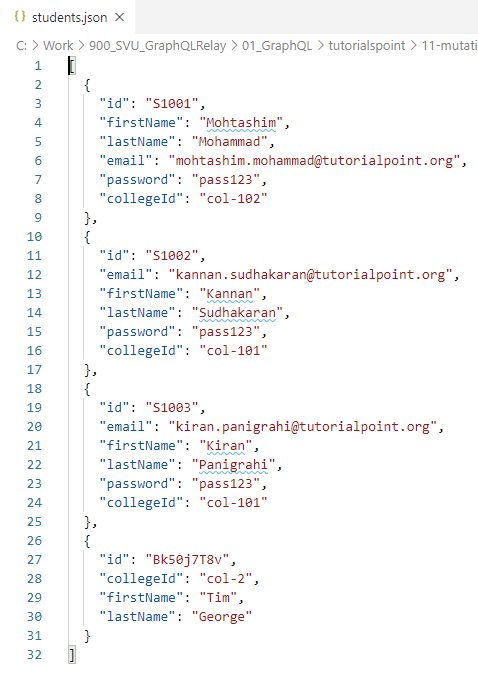 students.json
C: > Work > 900_SVU_GraphQLRelay > 01_GraphQL > tutorialspoint > 11-mutati
1 [
2 {
3 "id": "S1001",
4 "firstName": "Mohtashim",
5 "lastName": "Mohammad",
6 "email": "mohtashim.mohammad@tutorialpoint.org",
7 "password": "pass123",
8 "collegeId": "col-102"
9 },
10 {
11 "id": "S1002",
12 "email": "kannan.sudhakaran@tutorialpoint.org",
13 "firstName": "Kannan",
14 "lastName": "Sudhakaran",
15 "password": "pass123",
16 "collegeId": "col-101"
17 },
18 {
19 "id": "S1003",
20 "email": "kiran.panigrahi@tutorialpoint.org",
21 "firstName": "Kiran",
22 "lastName": "Panigrahi",
23 "password": "pass123",
24 "collegeId": "col-101"
25 },
26 {
27 "id": "Bk50j7T8v",
28 "collegeId": "col-2",
29 "firstName": "Tim",
30 "lastName": "George"
31 }
32 ]